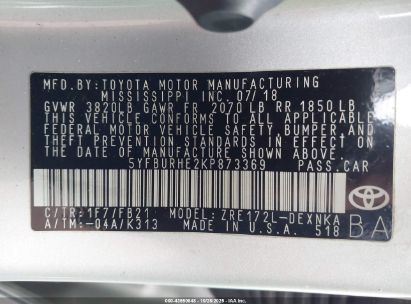 MFD.BY: TOYOTA MOTOR MANUFACTURING
MISSISSIPPI INC. 07/18
GVWR 3820LB GAWR FR 2070 LB RR 1850 LB
THIS VEHICLE CONFORMS TO ALL APPLICABLE
FEDERAL MOTOR VEHICLE SAFETY, BUMPER, AND
THEFT PREVENTION STANDARDS IN EFFECT ON
THE DATE OF MANUFACTURE SHOWN ABOVE.
5YFBURHE2KP873369 PASS.CAR
C/TR: 1F7/FB21 MODEL: ZRE172L-DEXNKA
A/TM: -04A/K313 MADE IN U.S.A. 518
BA